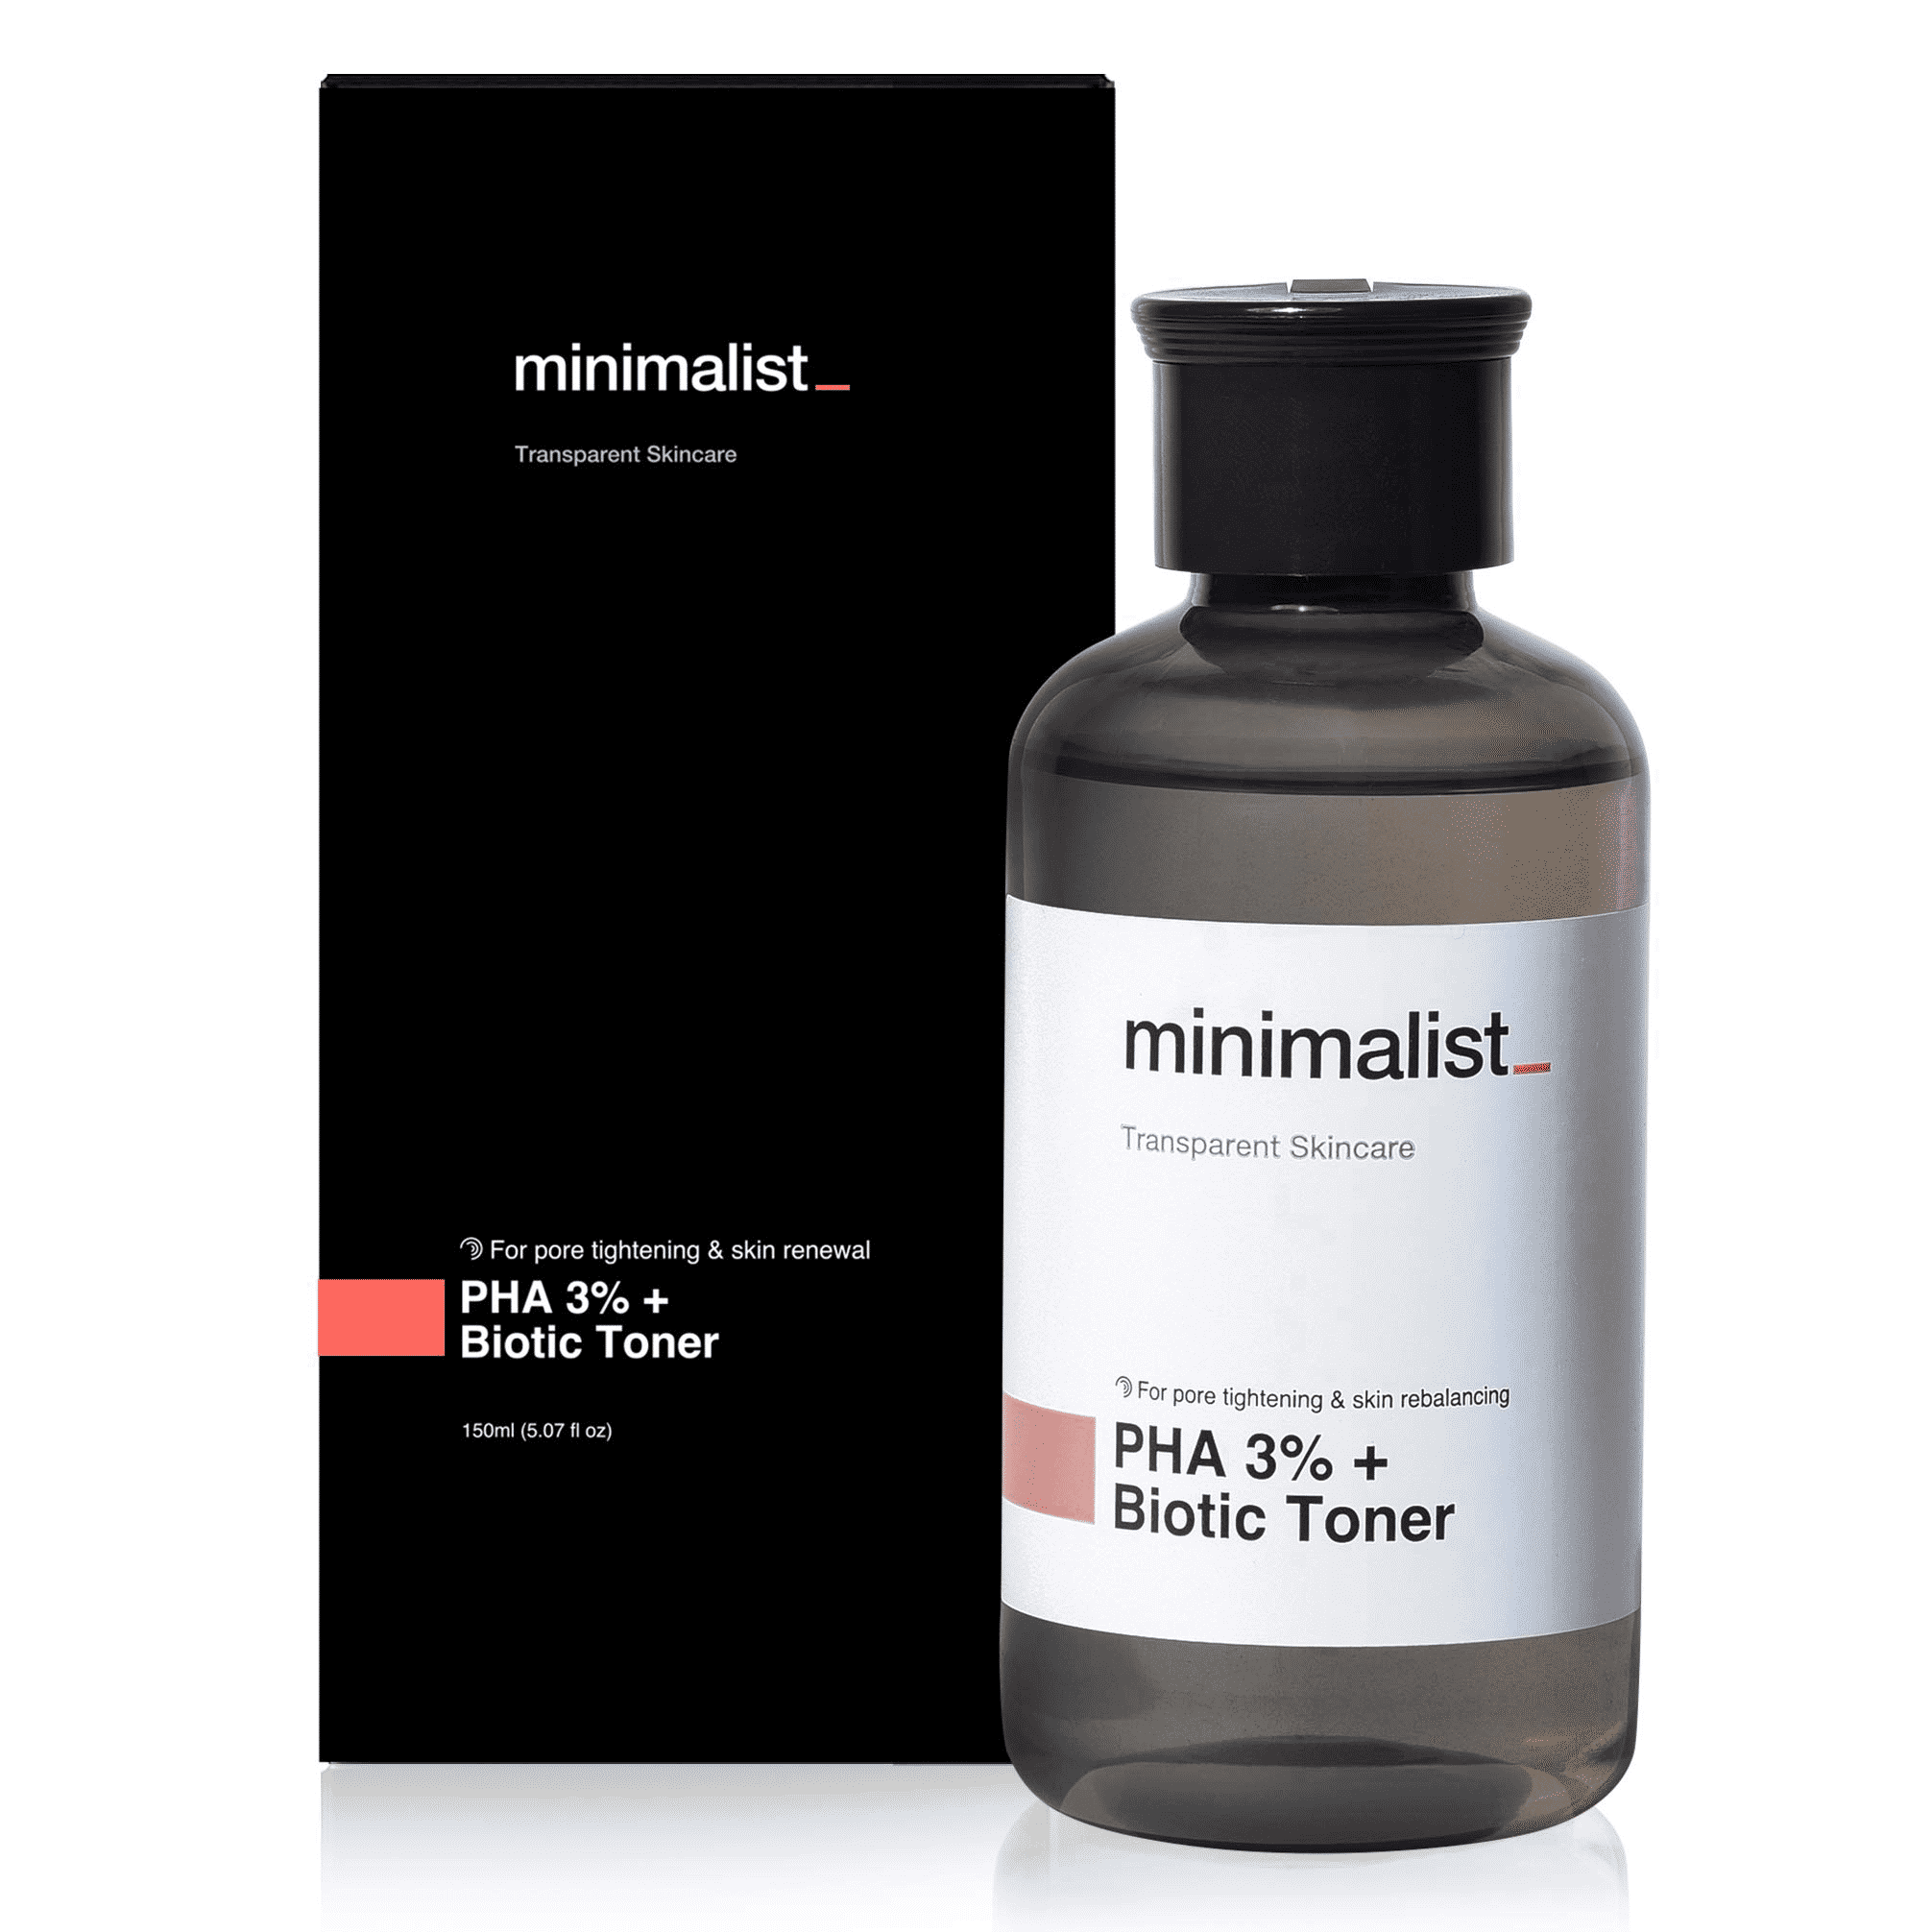 minimalist_
Transparent Skincare
For pore tightening & skin renewal
PHA 3% +
Biotic Toner
150ml (5.07 fl oz)
minimalist_
Transparent Skincare
For pore tightening & skin rebalancing
PHA 3% +
Biotic Toner